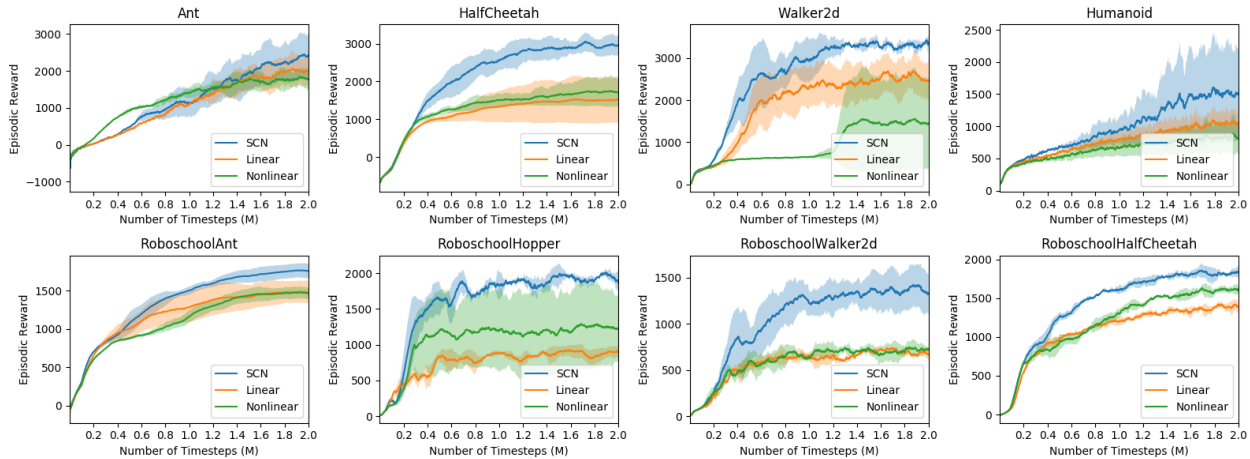 Ant
Episodic Reward
3000
2000
1000
0
−1000
SCN
Linear
Nonlinear
0.2 0.4 0.6 0.8 1.0 1.2 1.4 1.6 1.8 2.0
Number of Timesteps (M)
HalfCheetah
Episodic Reward
3000
2000
1000
0
SCN
Linear
Nonlinear
0.2 0.4 0.6 0.8 1.0 1.2 1.4 1.6 1.8 2.0
Number of Timesteps (M)
Walker2d
Episodic Reward
3000
2000
1000
0
SCN
Linear
Nonlinear
0.2 0.4 0.6 0.8 1.0 1.2 1.4 1.6 1.8 2.0
Number of Timesteps (M)
Humanoid
Episodic Reward
2500
2000
1500
1000
500
0
SCN
Linear
Nonlinear
0.2 0.4 0.6 0.8 1.0 1.2 1.4 1.6 1.8 2.0
Number of Timesteps (M)
RoboschoolAnt
Episodic Reward
1500
1000
500
0
SCN
Linear
Nonlinear
0.2 0.4 0.6 0.8 1.0 1.2 1.4 1.6 1.8 2.0
Number of Timesteps (M)
RoboschoolHopper
Episodic Reward
2000
1500
1000
500
0
SCN
Linear
Nonlinear
0.2 0.4 0.6 0.8 1.0 1.2 1.4 1.6 1.8 2.0
Number of Timesteps (M)
RoboschoolWalker2d
Episodic Reward
1500
1000
500
0
SCN
Linear
Nonlinear
0.2 0.4 0.6 0.8 1.0 1.2 1.4 1.6 1.8 2.0
Number of Timesteps (M)
RoboschoolHalfCheetah
Episodic Reward
2000
1500
1000
500
0
SCN
Linear
Nonlinear
0.2 0.4 0.6 0.8 1.0 1.2 1.4 1.6 1.8 2.0
Number of Timesteps (M)